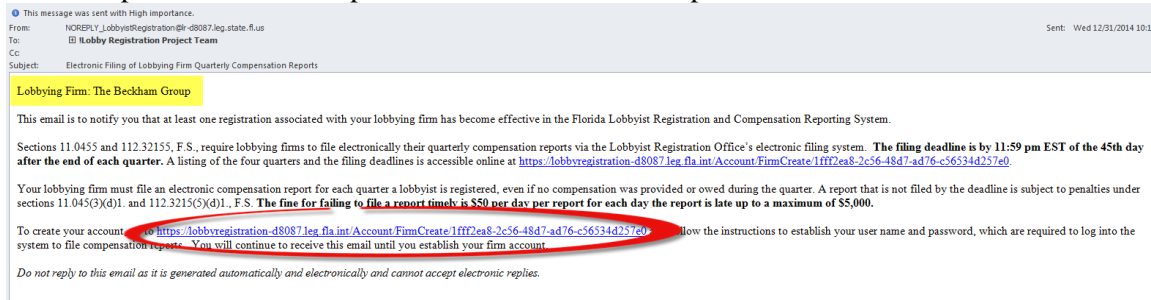 This message was sent with High importance.
From: NOREPLY_LobbyistRegistration@lr-d8087.leg.state.fl.us Sent: Wed 12/31/2014 10:1
To: !Lobby Registration Project Team
Cc:
Subject: Electronic Filing of Lobbying Firm Quarterly Compensation Reports
Lobbying Firm: The Beckham Group
This email is to notify you that at least one registration associated with your lobbying firm has become effective in the Florida Lobbyist Registration and Compensation Reporting System.
Sections 11.0455 and 112.32155, F.S., require lobbying firms to file electronically their quarterly compensation reports via the Lobbyist Registration Office's electronic filing system. The filing deadline is by 11:59 pm EST of the 45th day
after the end of each quarter. A listing of the four quarters and the filing deadlines is accessible online at https://lobbyregistration-d8087.leg.fla.int/Account/FirmCreate/1fff2ea8-2c56-48d7-ad76-c56534d257e0.
Your lobbying firm must file an electronic compensation report for each quarter a lobbyist is registered, even if no compensation was provided or owed during the quarter. A report that is not filed by the deadline is subject to penalties under
sections 11.045(3)(d)1. and 112.3215(5)(d)1., F.S. The fine for failing to file a report timely is $50 per day per report for each day the report is late up to a maximum of $5,000.
To create your account to https://lobbyregistration-d8087.leg.fla.int/Account/FirmCreate/1fff2ea8-2c56-48d7-ad76-c56534d257e0 llow the instructions to establish your user name and password, which are required to log into the
system to file compensation reports. You will continue to receive this email until you establish your firm account.
Do not reply to this email as it is generated automatically and electronically and cannot accept electronic replies.